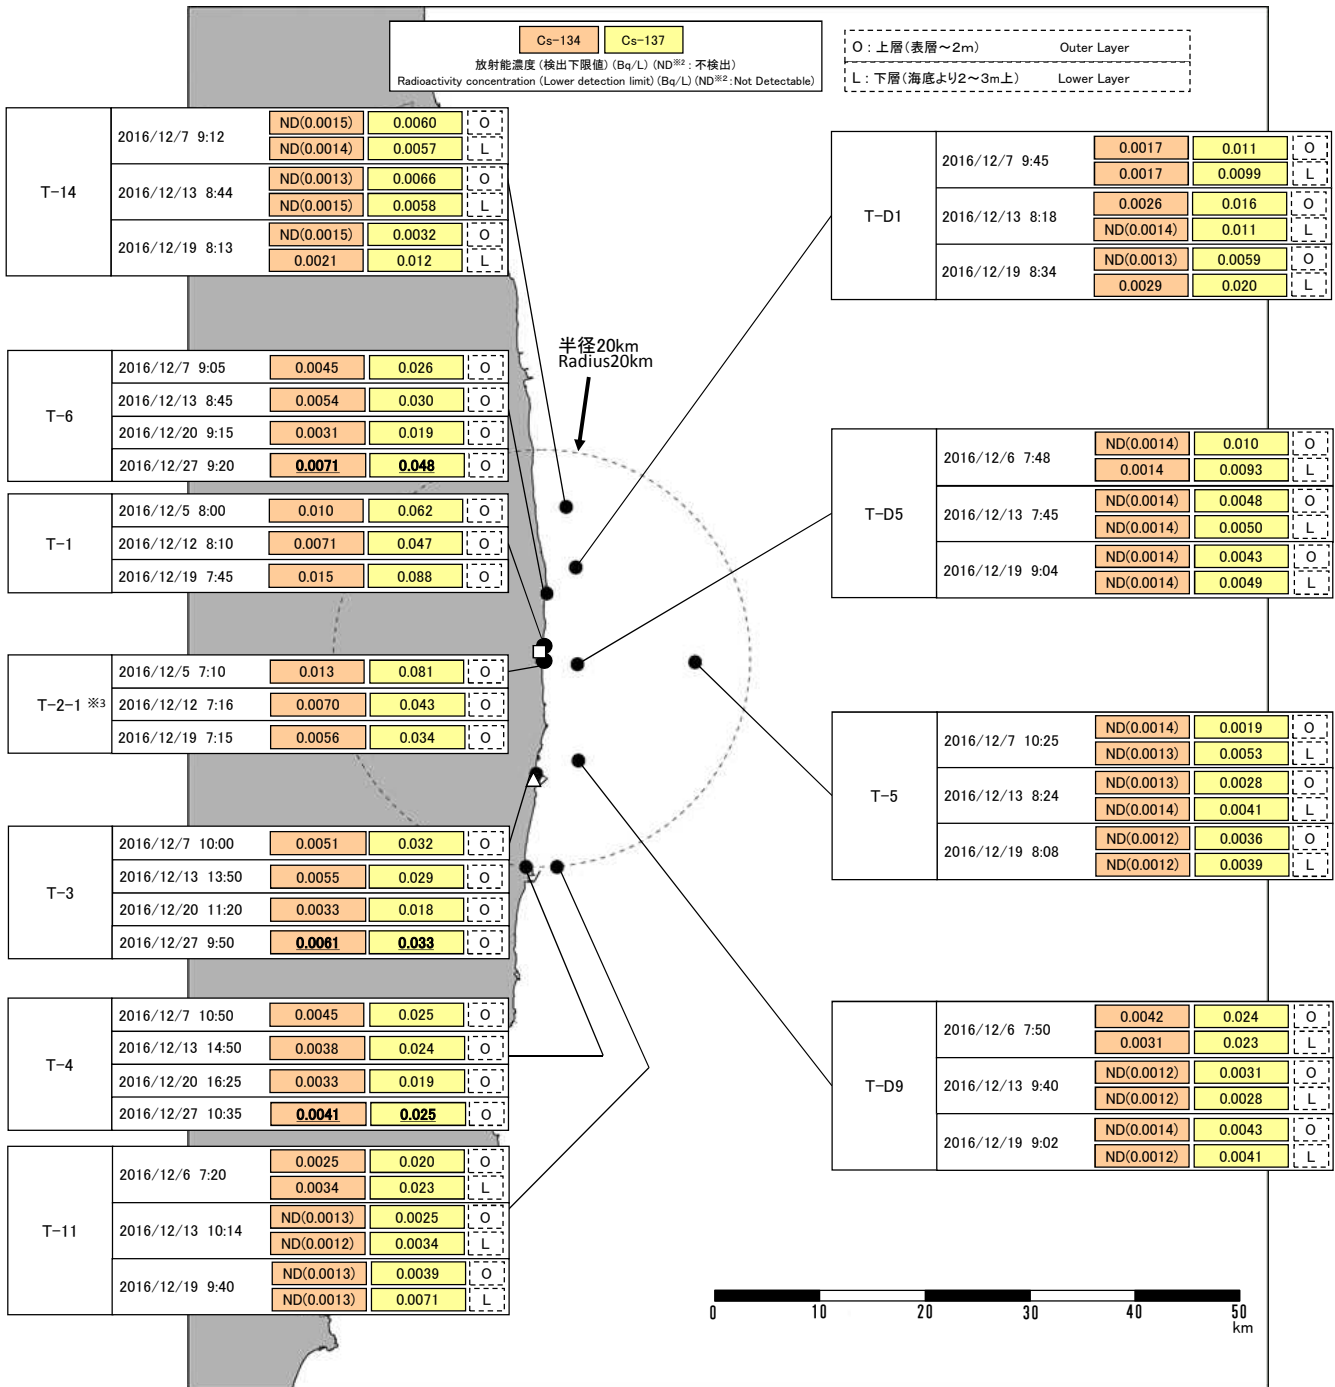 Cs-134 Cs-137
放射能濃度(検出下限値)(Bq/L)(ND※2：不検出)
Radioactivity concentration (Lower detection limit) (Bq/L) (ND※2：Not Detectable)
O：上層(表層～2m) Outer Layer
L：下層(海底より2～3m上) Lower Layer
T-14
2016/12/7 9:12
ND(0.0015) 0.0060 O
ND(0.0014) 0.0057 L
2016/12/13 8:44
ND(0.0013) 0.0066 O
ND(0.0015) 0.0058 L
2016/12/19 8:13
ND(0.0015) 0.0032 O
0.0021 0.012 L
T-6
2016/12/7 9:05 0.0045 0.026 O
2016/12/13 8:45 0.0054 0.030 O
2016/12/20 9:15 0.0031 0.019 O
2016/12/27 9:20 0.0071 0.048 O
T-1
2016/12/5 8:00 0.010 0.062 O
2016/12/12 8:10 0.0071 0.047 O
2016/12/19 7:45 0.015 0.088 O
T-2-1 ※3
2016/12/5 7:10 0.013 0.081 O
2016/12/12 7:16 0.0070 0.043 O
2016/12/19 7:15 0.0056 0.034 O
T-3
2016/12/7 10:00 0.0051 0.032 O
2016/12/13 13:50 0.0055 0.029 O
2016/12/20 11:20 0.0033 0.018 O
2016/12/27 9:50 0.0061 0.033 O
T-4
2016/12/7 10:50 0.0045 0.025 O
2016/12/13 14:50 0.0038 0.024 O
2016/12/20 16:25 0.0033 0.019 O
2016/12/27 10:35 0.0041 0.025 O
T-11
2016/12/6 7:20
0.0025 0.020 O
0.0034 0.023 L
2016/12/13 10:14
ND(0.0013) 0.0025 O
ND(0.0012) 0.0034 L
2016/12/19 9:40
ND(0.0013) 0.0039 O
ND(0.0013) 0.0071 L
半径20km
Radius20km
T-D1
2016/12/7 9:45
0.0017 0.011 O
0.0017 0.0099 L
2016/12/13 8:18
0.0026 0.016 O
ND(0.0014) 0.011 L
2016/12/19 8:34
ND(0.0013) 0.0059 O
0.0029 0.020 L
T-D5
2016/12/6 7:48
ND(0.0014) 0.010 O
0.0014 0.0093 L
2016/12/13 7:45
ND(0.0014) 0.0048 O
ND(0.0014) 0.0050 L
2016/12/19 9:04
ND(0.0014) 0.0043 O
ND(0.0014) 0.0049 L
T-5
2016/12/7 10:25
ND(0.0014) 0.0019 O
ND(0.0013) 0.0053 L
2016/12/13 8:24
ND(0.0013) 0.0028 O
ND(0.0014) 0.0041 L
2016/12/19 8:08
ND(0.0012) 0.0036 O
ND(0.0012) 0.0039 L
T-D9
2016/12/6 7:50
0.0042 0.024 O
0.0031 0.023 L
2016/12/13 9:40
ND(0.0012) 0.0031 O
ND(0.0012) 0.0028 L
2016/12/19 9:02
ND(0.0014) 0.0043 O
ND(0.0012) 0.0041 L
0 10 20 30 40 50
km